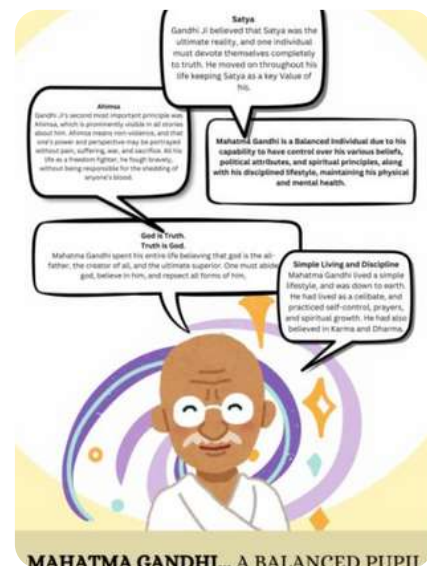 Satya
Gandhi Ji believed that Satya was the
ultimate reality, and one individual
must devote themselves completely
to truth. He moved on throughout his
life keeping Satya as a key Value of
his.
Ahimsa
Gandhi Ji's second most important principle was
Ahimsa, which is prominently visible in all stories
about him. Ahimsa means non-violence, and that
one's power and perspective may be portrayed
without pain, suffering, war, and sacrifice. All his
life as a freedom fighter, he fough bravely,
without being responsible for the shedding of
anyone's blood.
Mahatma Gandhi is a Balanced Individual due to his
capability to have control over his various beliefs,
political attributes, and spiritual principles, along
with his disciplined lifestyle, maintaining his physical
and mental health.
God is Truth.
Truth is God.
Mahatma Gandhi spent his entire life believing that god is the all-
father, the creator of all, and the ultimate superior. One must abide
god, believe in him, and repsect all forms of him.
Simple Living and Discipline
Mahatma Gandhi lived a simple
lifestyle, and was down to earth.
He had lived as a celibate, and
practiced self-control, prayers,
and spiritual growth. He had also
believed in Karma and Dharma.
MAHATMA GANDHI... A BALANCED PUPIL